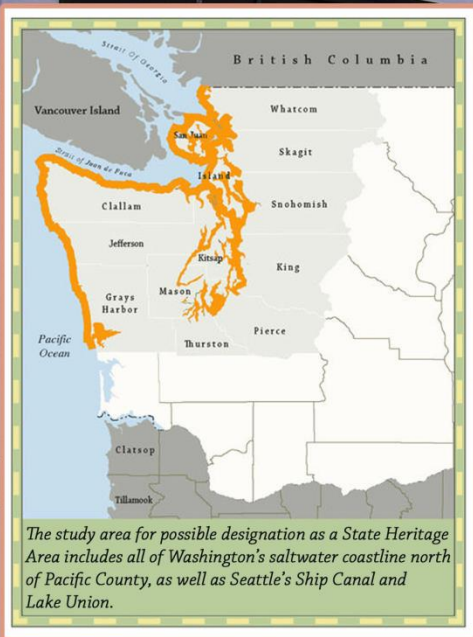 Strait of Georgia
British Columbia
Vancouver Island
Whatcom
San Juan
Skagit
Strait of Juan de Fuca
Island
Snohomish
Clallam
Jefferson
Kitsap
King
Mason
Grays
Harbor
Pierce
Pacific
Ocean
Thurston
Clatsop
Tillamook
The study area for possible designation as a State Heritage
Area includes all of Washington's saltwater coastline north
of Pacific County, as well as Seattle's Ship Canal and
Lake Union.